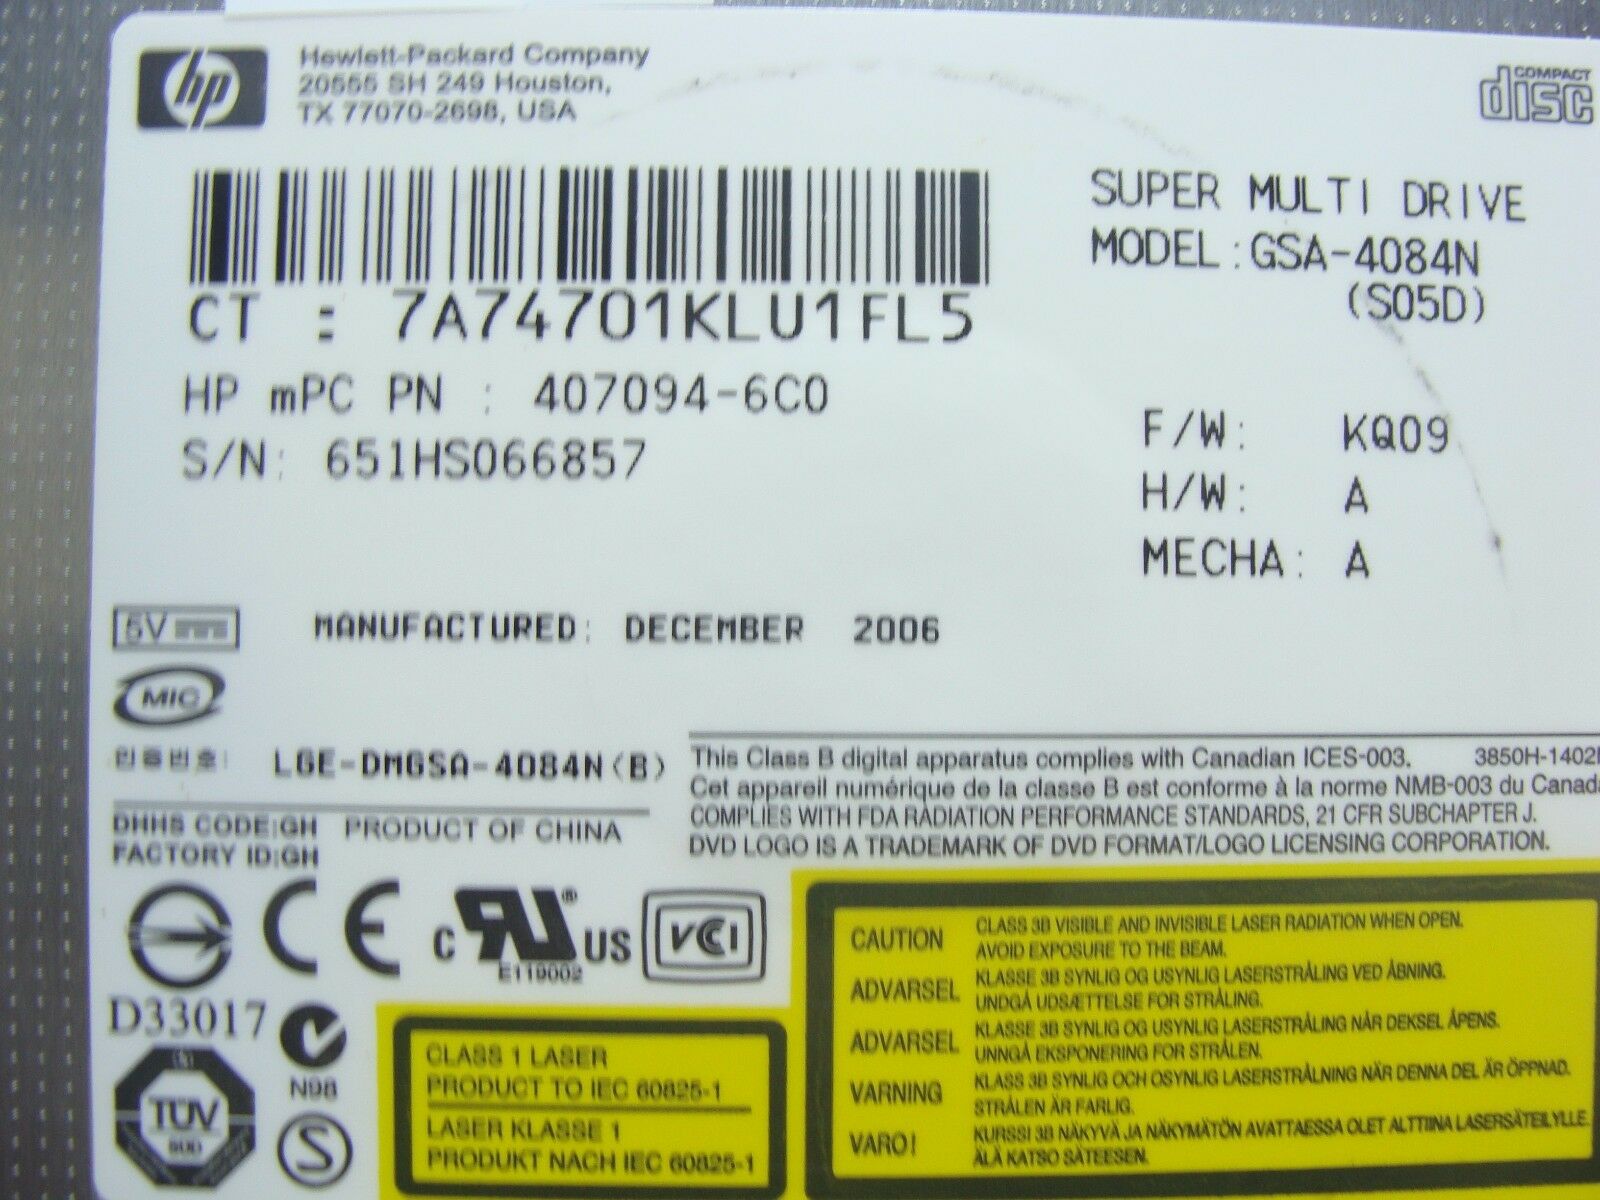 hp
Hewlett-Packard Company
20555 SH 249 Houston,
TX 77070-2698, USA
COMPACT
disc
CT : 7A74701KLU1FL5
HP mPC PN : 407094-6C0
S/N: 651HS066857
SUPER MULTI DRIVE
MODEL:GSA-4084N
(S05D)
F/W: KQ09
H/W: A
MECHA: A
5V
MANUFACTURED: DECEMBER 2006
MIC
인증번호: LGE-DMGSA-4084N(B)
This Class B digital apparatus complies with Canadian ICES-003. 3850H-1402
Cet appareil numérique de la classe B est conforme à la norme NMB-003 du Canada
COMPLIES WITH FDA RADIATION PERFORMANCE STANDARDS, 21 CFR SUBCHAPTER J.
DVD LOGO IS A TRADEMARK OF DVD FORMAT/LOGO LICENSING CORPORATION.
DHHS CODE:GH PRODUCT OF CHINA
FACTORY ID:GH
CE
C RU ® US
E119002
VCI
D33017
N98
TÜV
SÜD
S
CLASS 1 LASER
PRODUCT TO IEC 60825-1
LASER KLASSE 1
PRODUKT NACH IEC 60825-1
CAUTION CLASS 3B VISIBLE AND INVISIBLE LASER RADIATION WHEN OPEN.
AVOID EXPOSURE TO THE BEAM.
ADVARSEL KLASSE 3B SYNLIG OG USYNLIG LASERSTRÅLING VED ÅBNING.
UNDGÅ UDSÆTTELSE FOR STRÅLING.
ADVARSEL KLASSE 3B SYNLIG OG USYNLIG LASERSTRÅLING NÅR DEKSEL ÅPENS.
UNNGÅ EKSPONERING FOR STRÅLEN.
VARNING KLASS 3B SYNLIG OCH OSYNLIG LASERSTRÅLNING NÄR DENNA DEL ÄR ÖPPNAD.
STRÅLEN ÄR FARLIG.
VARO! KURSSI 3B NÄKYVÄ JA NÄKYMÄTÖN AVATTAESSA OLET ALTTIINA LASERSÄTEILYLLE.
ÄLÄ KATSO SÄTEESEN.